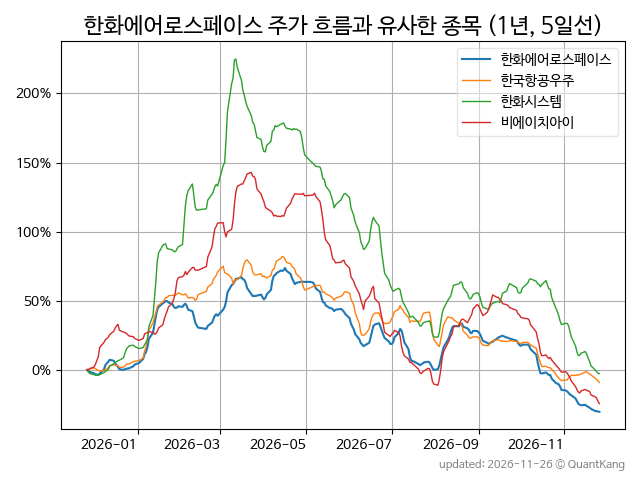 한화에어로스페이스 주가 흐름과 유사한 종목 (1년, 5일선)
한화에어로스페이스
한국항공우주
한화시스템
비에이치아이
200%
150%
100%
50%
0%
2026-01 2026-03 2026-05 2026-07 2026-09 2026-11
updated: 2026-11-26 © QuantKang